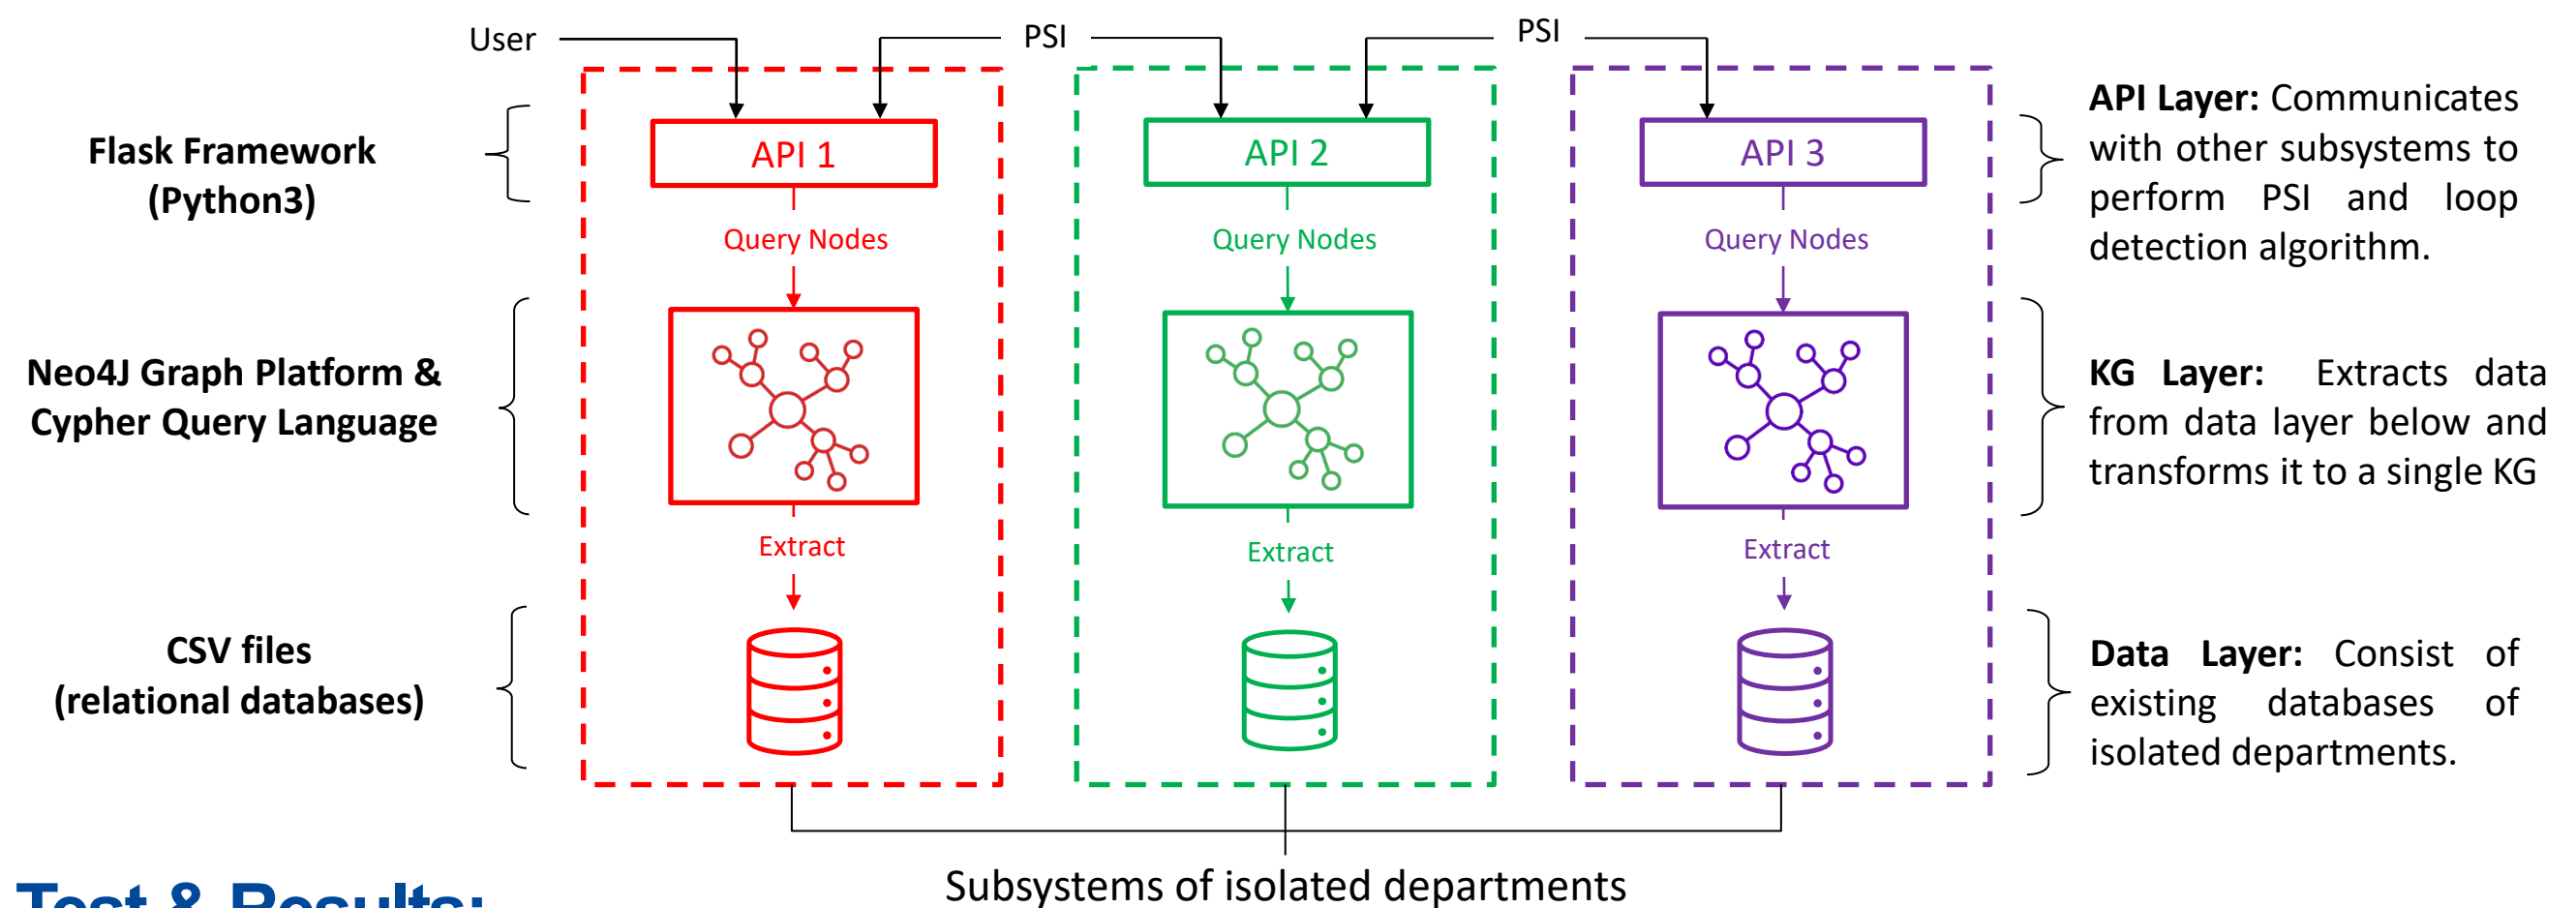 User
PSI
PSI
Flask Framework
(Python3)
API 1
API 2
API 3
API Layer: Communicates
with other subsystems to
perform PSI and loop
detection algorithm.
Query Nodes
Query Nodes
Query Nodes
Neo4J Graph Platform &
Cypher Query Language
KG Layer: Extracts data
from data layer below and
transforms it to a single KG
Extract
Extract
Extract
CSV files
(relational databases)
Data Layer: Consist of
existing databases of
isolated departments.
Subsystems of isolated departments
Test & Results: